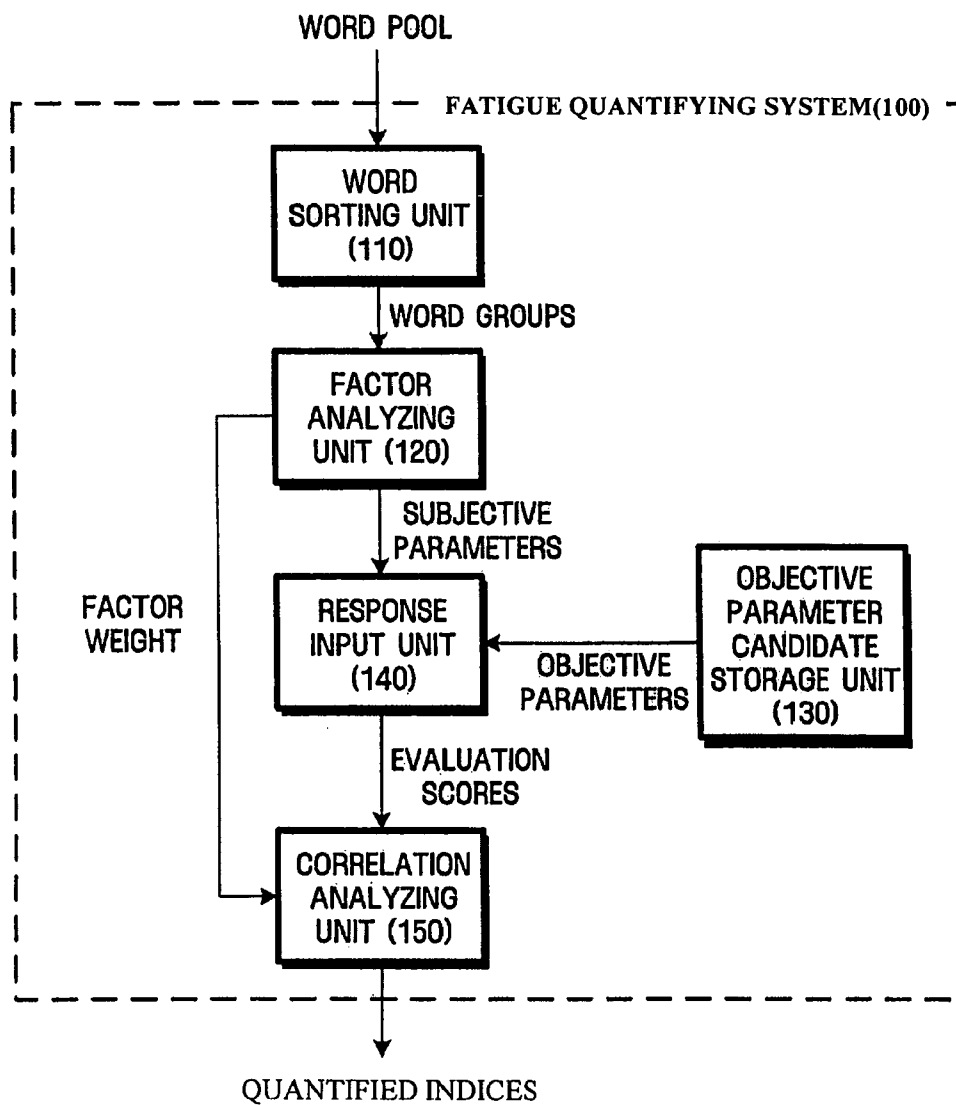 WORD POOL
FATIGUE QUANTIFYING SYSTEM(100)
WORD
SORTING UNIT
(110)
WORD GROUPS
FACTOR
ANALYZING
UNIT (120)
SUBJECTIVE
PARAMETERS
FACTOR
WEIGHT
RESPONSE
INPUT UNIT
(140)
OBJECTIVE
PARAMETERS
OBJECTIVE
PARAMETER
CANDIDATE
STORAGE UNIT
(130)
EVALUATION
SCORES
CORRELATION
ANALYZING
UNIT (150)
QUANTIFIED INDICES